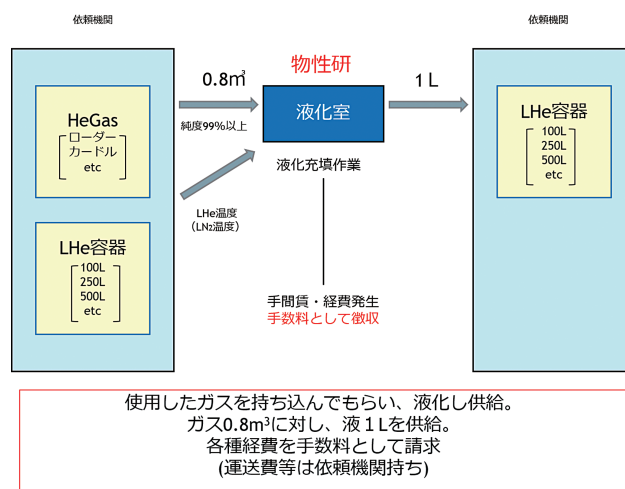 依頼機関
依頼機関
HeGas
ローダー
カードル
etc
LHe容器
100L
250L
500L
etc
0.8㎥
純度99%以上
LHe温度
（LN₂温度）
物性研
液化室
液化充填作業
手間賃・経費発生
手数料として徴収
1L
LHe容器
100L
250L
500L
etc
使用したガスを持ち込んでもらい、液化し供給。
ガス0.8m³に対し、液１Lを供給。
各種経費を手数料として請求
(運送費等は依頼機関持ち)